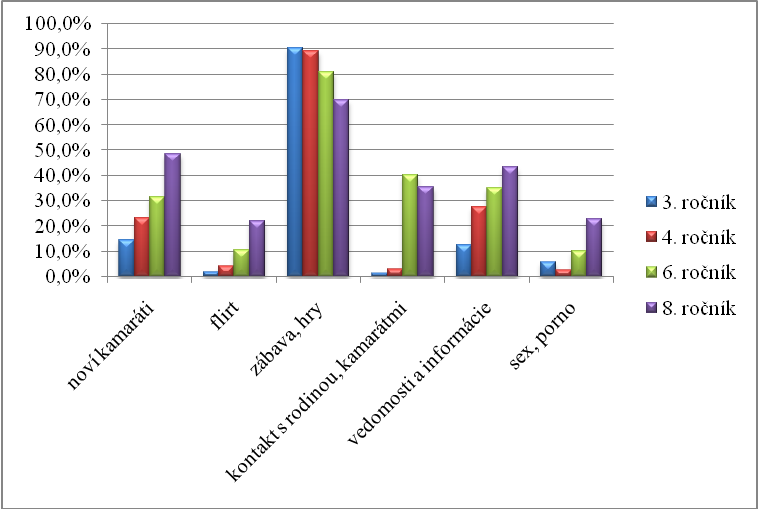 100,0%
90,0%
80,0%
70,0%
60,0%
50,0%
40,0%
30,0%
20,0%
10,0%
0,0%
noví kamaráti
flirt
zábava, hry
kontakt s rodinou, kamarátmi
vedomosti a informácie
sex, porno
3. ročník
4. ročník
6. ročník
8. ročník